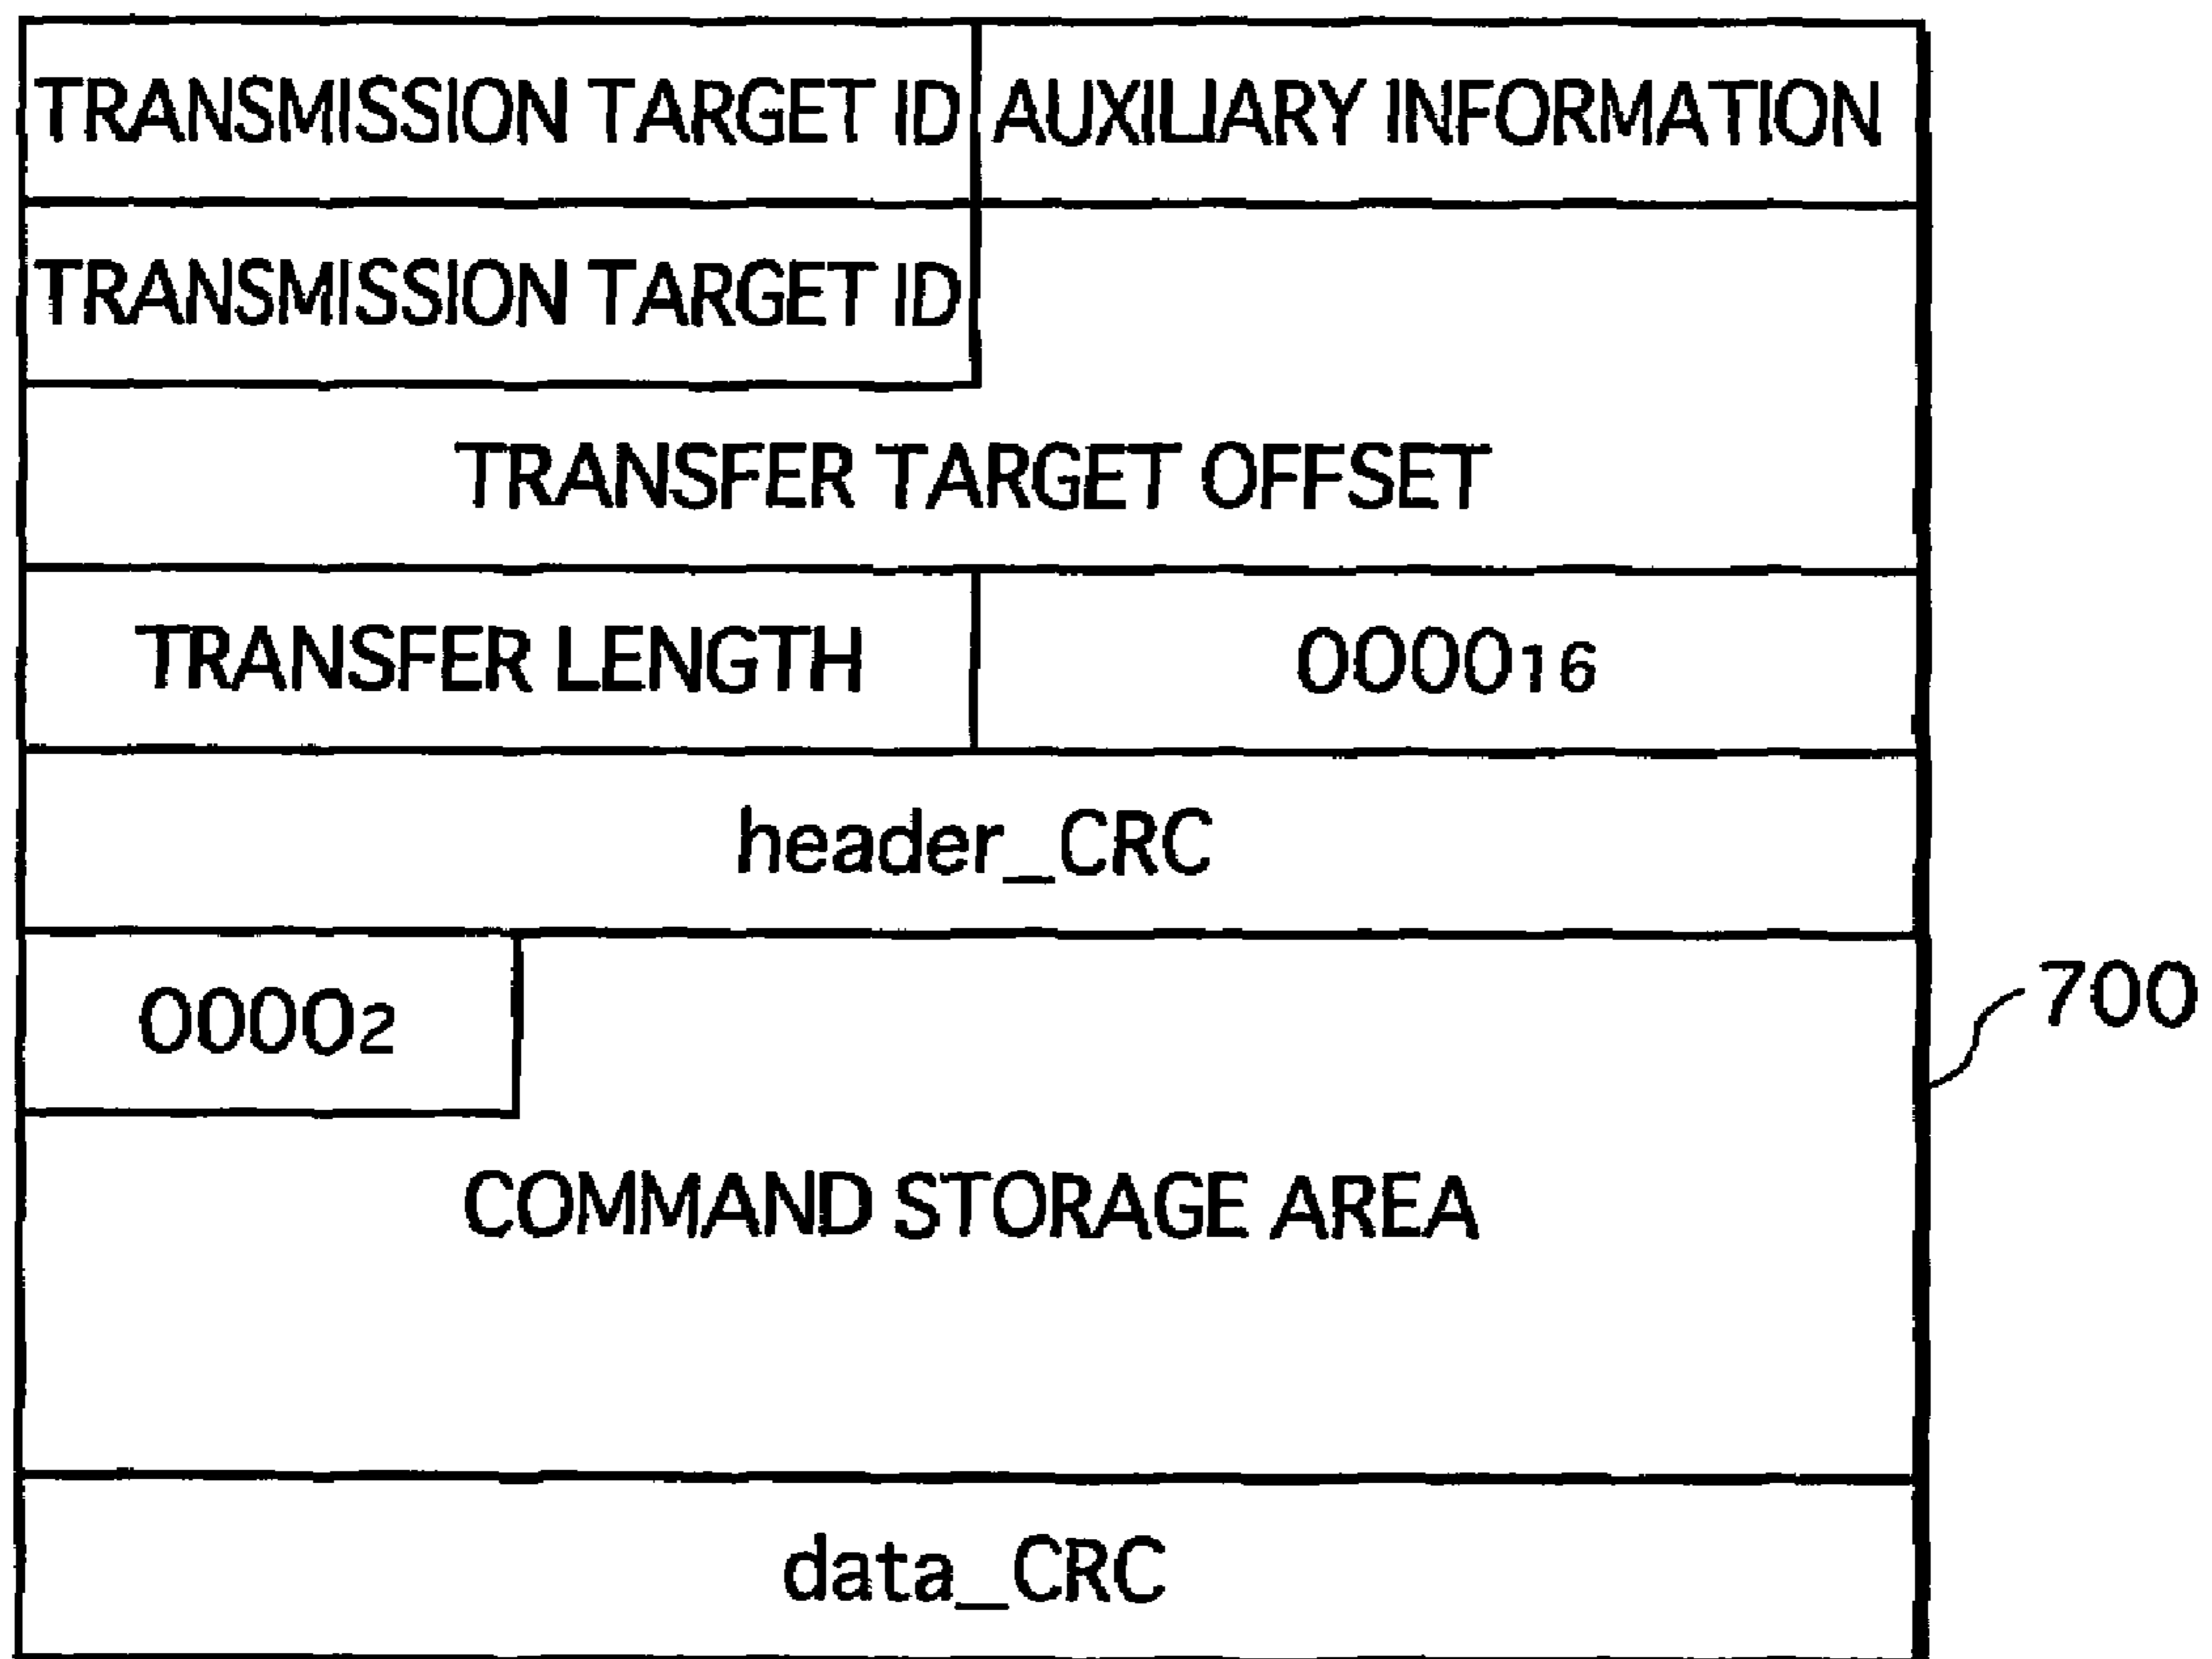 TRANSMISSION TARGET ID AUXILIARY INFORMATION
TRANSMISSION TARGET ID
TRANSFER TARGET OFFSET
TRANSFER LENGTH 0000₁₆
header_CRC
0000₂
700
COMMAND STORAGE AREA
data_CRC